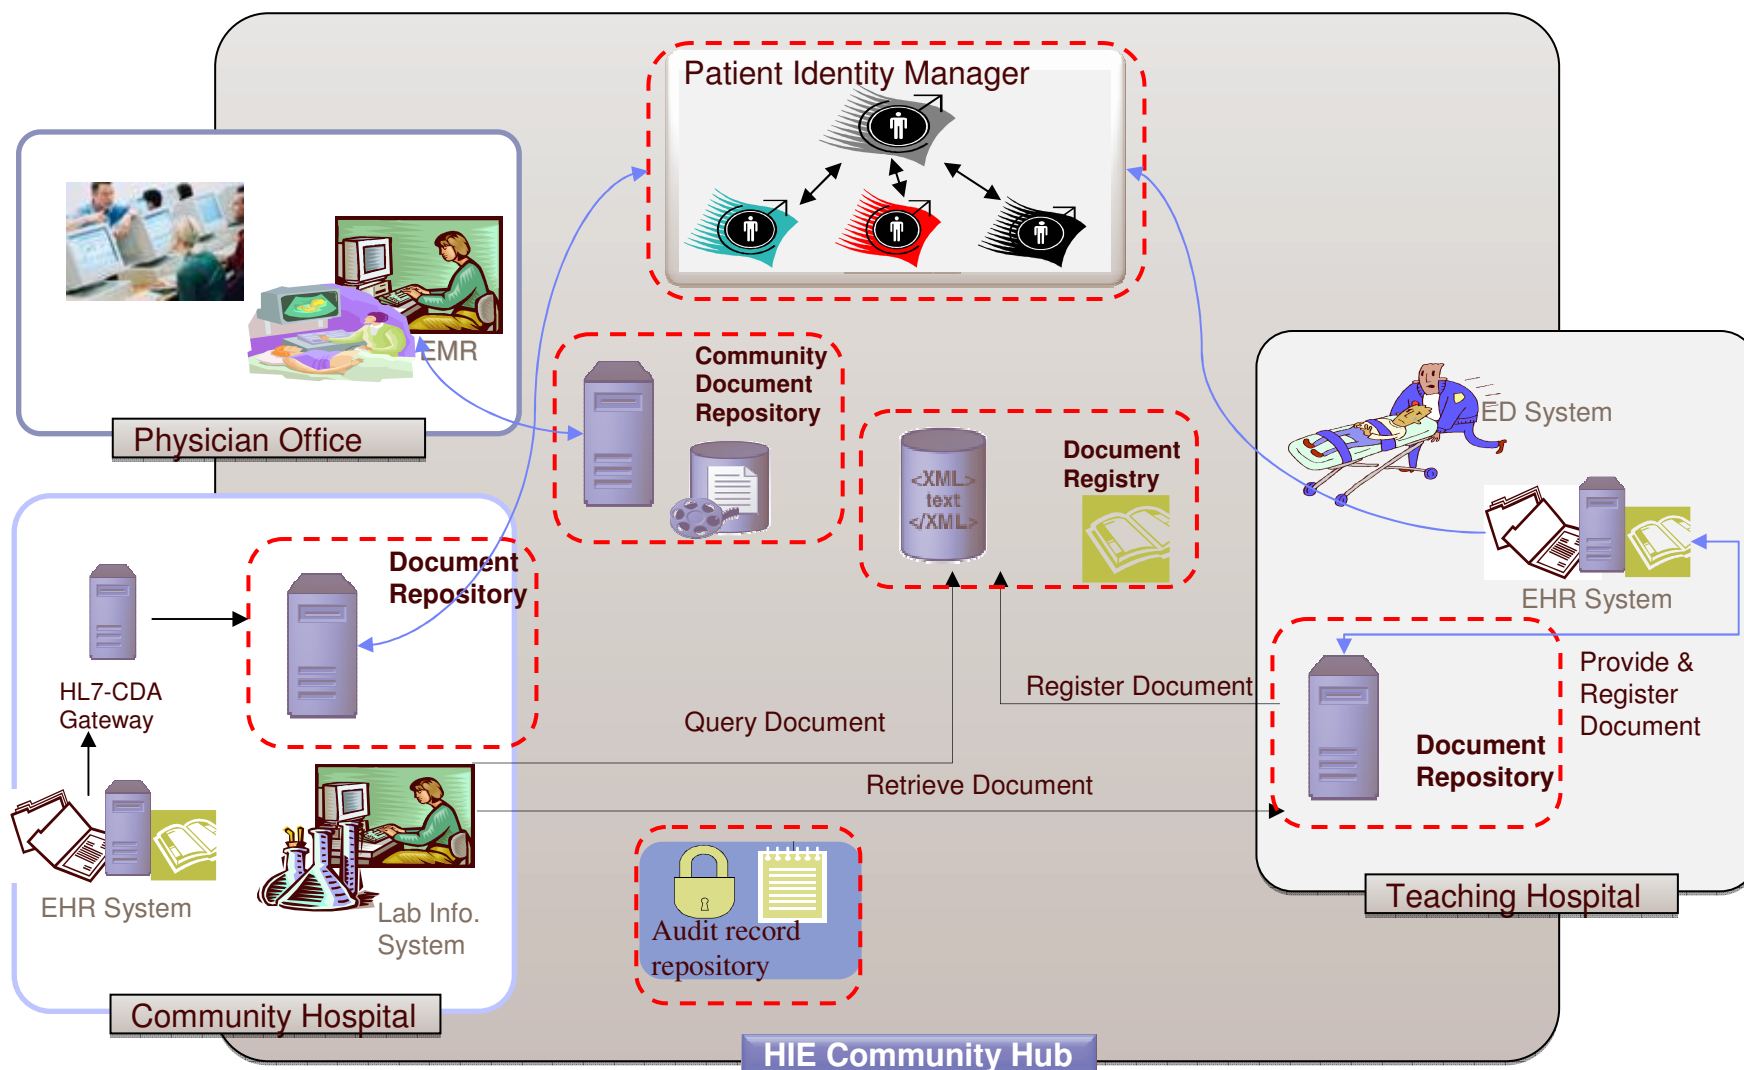 Patient Identity Manager
EMR
Physician Office
Community
Document
Repository
<XML>
text
</XML>
Document
Registry
ED System
EHR System
Document
Repository
HL7-CDA
Gateway
Provide &
Register
Document
Register Document
Query Document
Retrieve Document
Document
Repository
EHR System
Lab Info.
System
Audit record
repository
Teaching Hospital
Community Hospital
HIE Community Hub